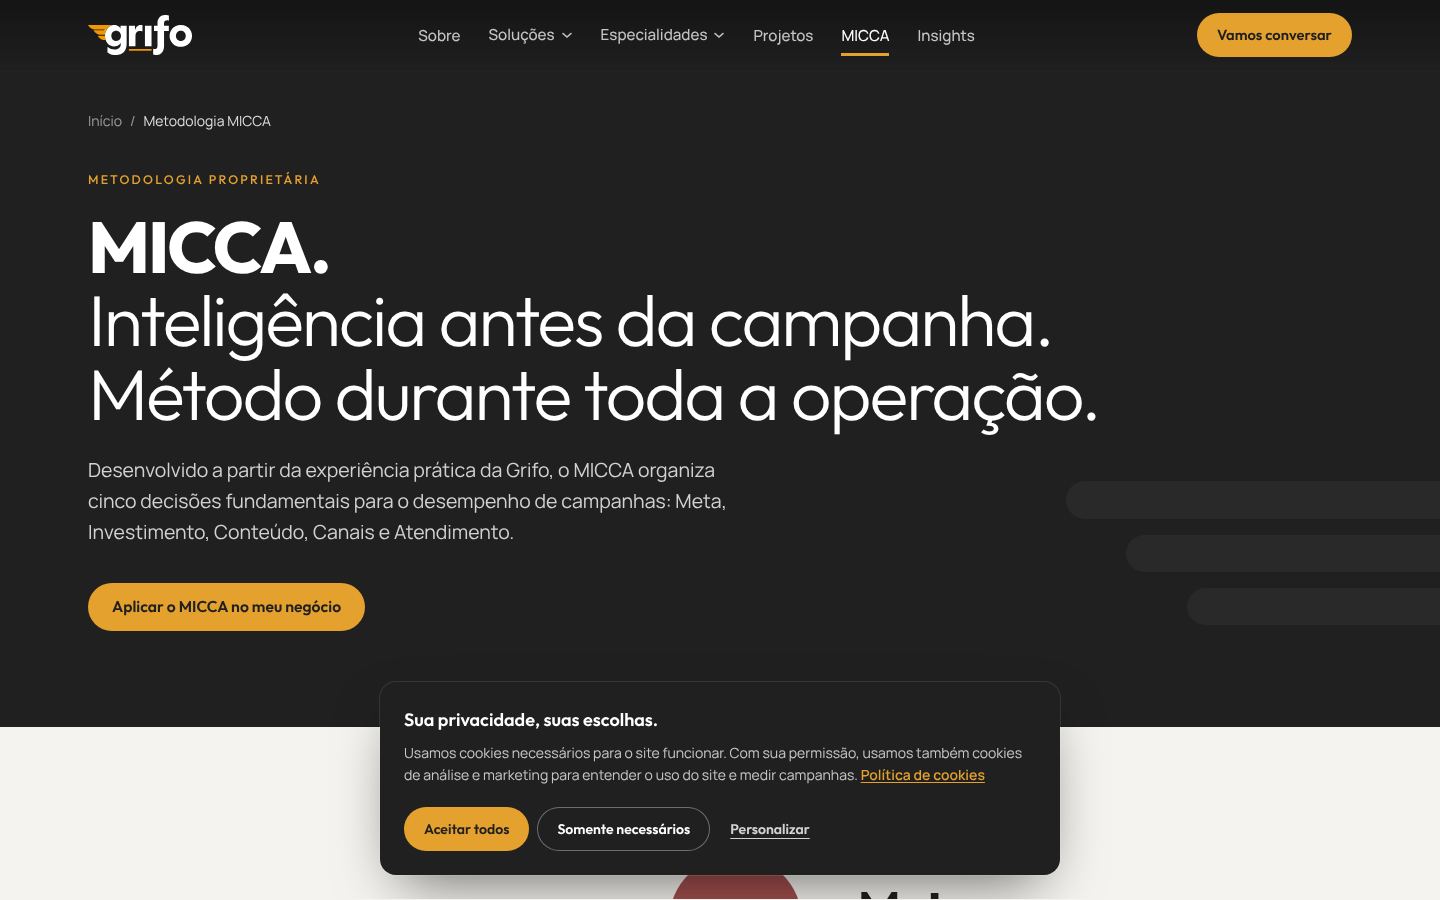 grifo
Sobre
Soluções
Especialidades
Projetos
MICCA
Insights
Vamos conversar
Início / Metodologia MICCA
METODOLOGIA PROPRIETÁRIA
MICCA.
Inteligência antes da campanha.
Método durante toda a operação.
Desenvolvido a partir da experiência prática da Grifo, o MICCA organiza
cinco decisões fundamentais para o desempenho de campanhas: Meta,
Investimento, Conteúdo, Canais e Atendimento.
Aplicar o MICCA no meu negócio
Sua privacidade, suas escolhas.
Usamos cookies necessários para o site funcionar. Com sua permissão, usamos também cookies
de análise e marketing para entender o uso do site e medir campanhas. Política de cookies
Aceitar todos
Somente necessários
Personalizar